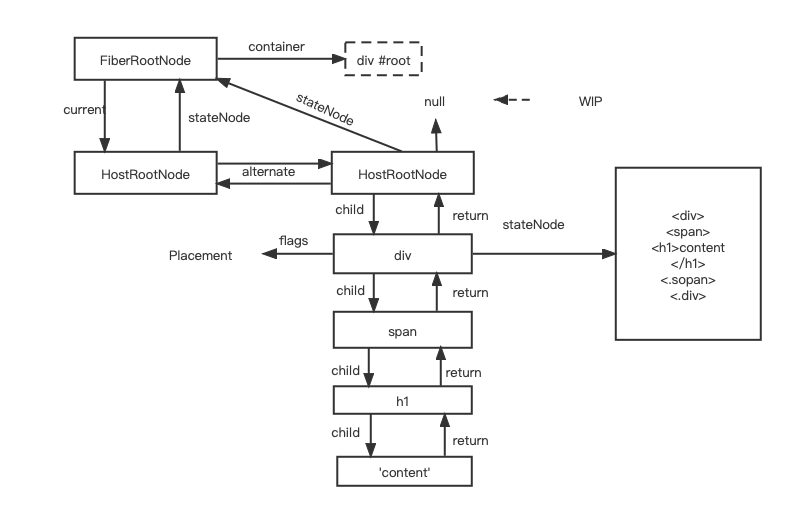 FiberRootNode
container
div #root
current
stateNode
stateNode
null
WIP
HostRootNode
alternate
HostRootNode
child
return
stateNode
Placement
flags
div
<div>
<span>
<h1>content
</h1>
<.sopan>
<.div>
child
return
span
child
return
h1
child
return
'content'